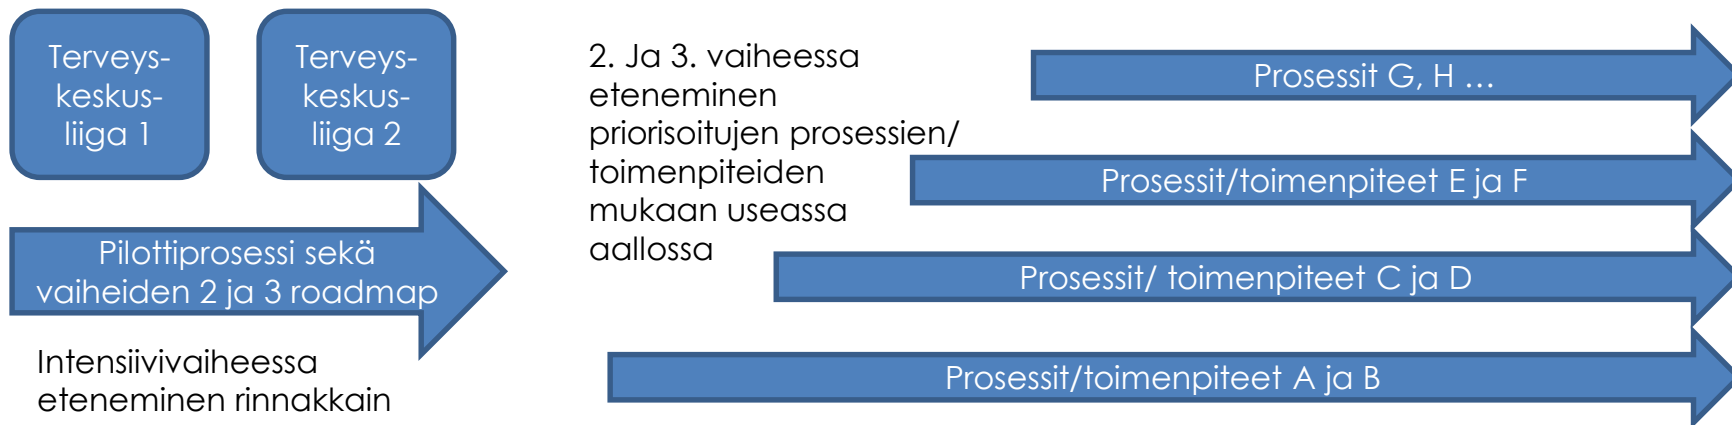 Terveys-
keskus-
liiga 1
Terveys-
keskus-
liiga 2
Pilottiprosessi sekä
vaiheiden 2 ja 3 roadmap
Intensiivivaiheessa
eteneminen rinnakkain
2. Ja 3. vaiheessa
eteneminen
priorisoitujen prosessien/
toimenpiteiden
mukaan useassa
aallossa
Prosessit G, H ...
Prosessit/toimenpiteet E ja F
Prosessit/ toimenpiteet C ja D
Prosessit/toimenpiteet A ja B